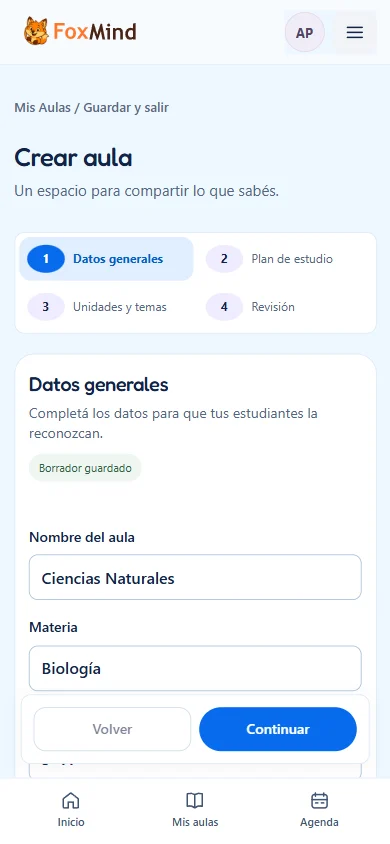 FoxMind
AP
Mis Aulas / Guardar y salir
Crear aula
Un espacio para compartir lo que sabés.
1 Datos generales
2 Plan de estudio
3 Unidades y temas
4 Revisión
Datos generales
Completá los datos para que tus estudiantes la
reconozcan.
Borrador guardado
Nombre del aula
Ciencias Naturales
Materia
Biología
Volver
Continuar
Inicio
Mis aulas
Agenda